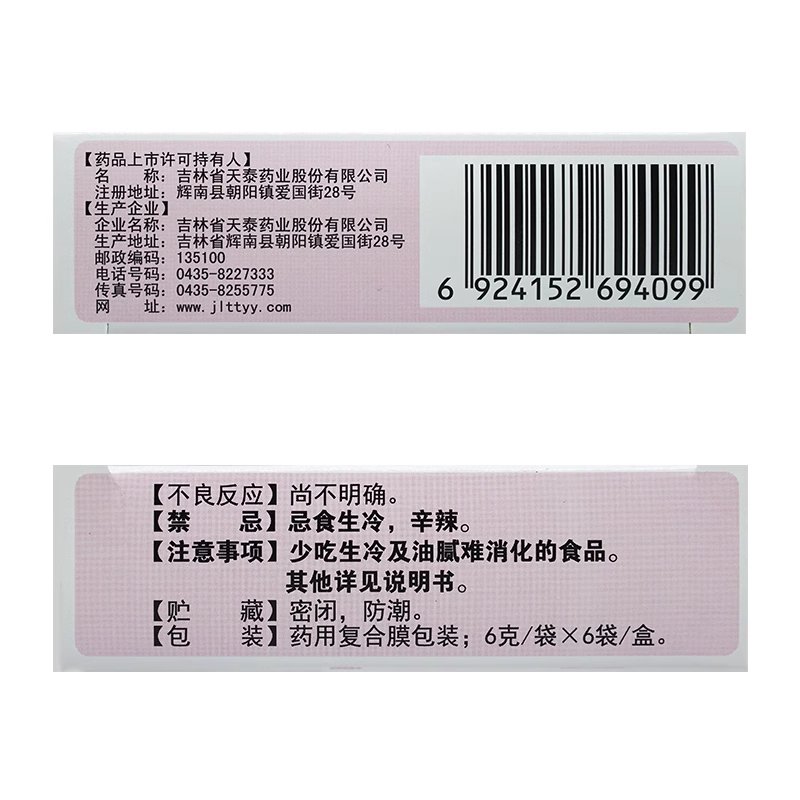 【药品上市许可持有人】
名 称：吉林省天泰药业股份有限公司
注册地址：辉南县朝阳镇爱国街28号
【生产企业】
企业名称：吉林省天泰药业股份有限公司
生产地址：吉林省辉南县朝阳镇爱国街28号
邮政编码：135100
电话号码：0435-8227333
传真号码：0435-8255775
网 址：www.jlttyy.com
6 924152 694099
【不良反应】尚不明确。
【禁 忌】忌食生冷，辛辣。
【注意事项】少吃生冷及油腻难消化的食品。
其他详见说明书。
【贮 藏】密闭，防潮。
【包 装】药用复合膜包装；6克/袋×6袋/盒。